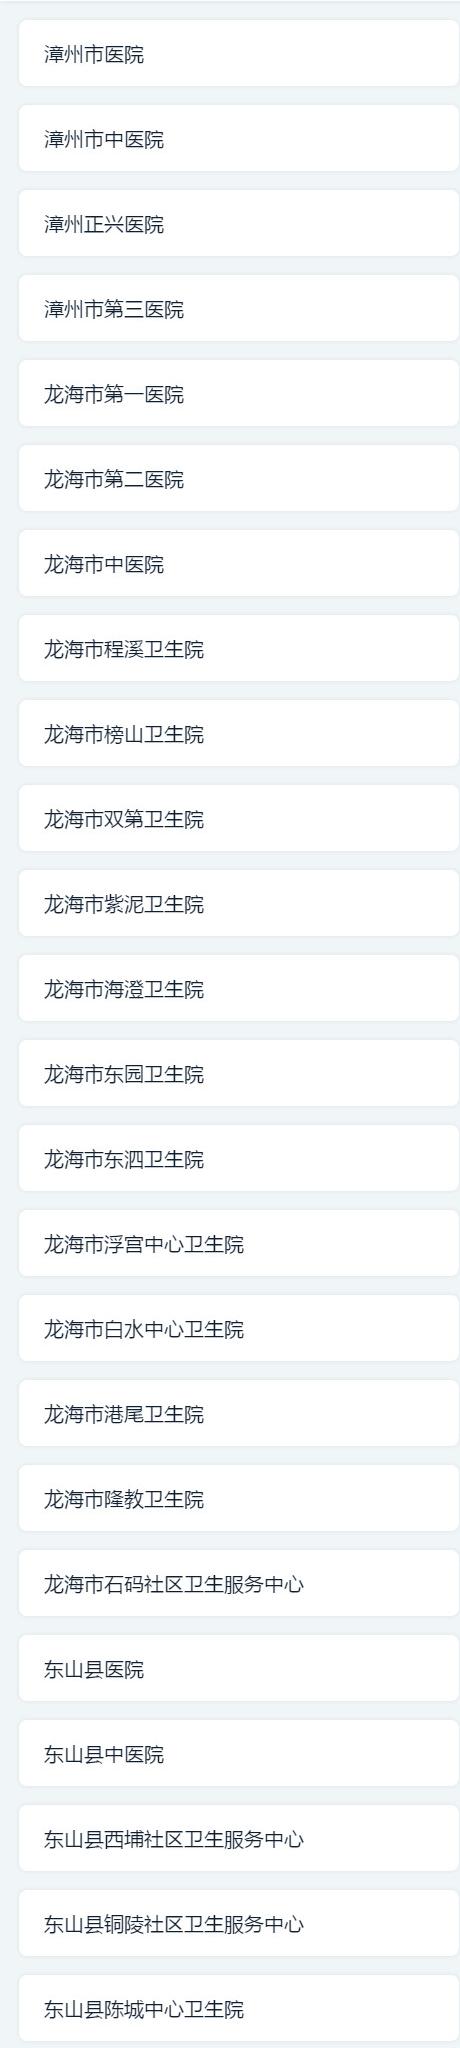 漳州市医院
漳州市中医院
漳州正兴医院
漳州市第三医院
龙海市第一医院
龙海市第二医院
龙海市中医院
龙海市程溪卫生院
龙海市榜山卫生院
龙海市双第卫生院
龙海市紫泥卫生院
龙海市海澄卫生院
龙海市东园卫生院
龙海市东泗卫生院
龙海市浮宫中心卫生院
龙海市白水中心卫生院
龙海市港尾卫生院
龙海市隆教卫生院
龙海市石码社区卫生服务中心
东山县医院
东山县中医院
东山县西埔社区卫生服务中心
东山县铜陵社区卫生服务中心
东山县陈城中心卫生院